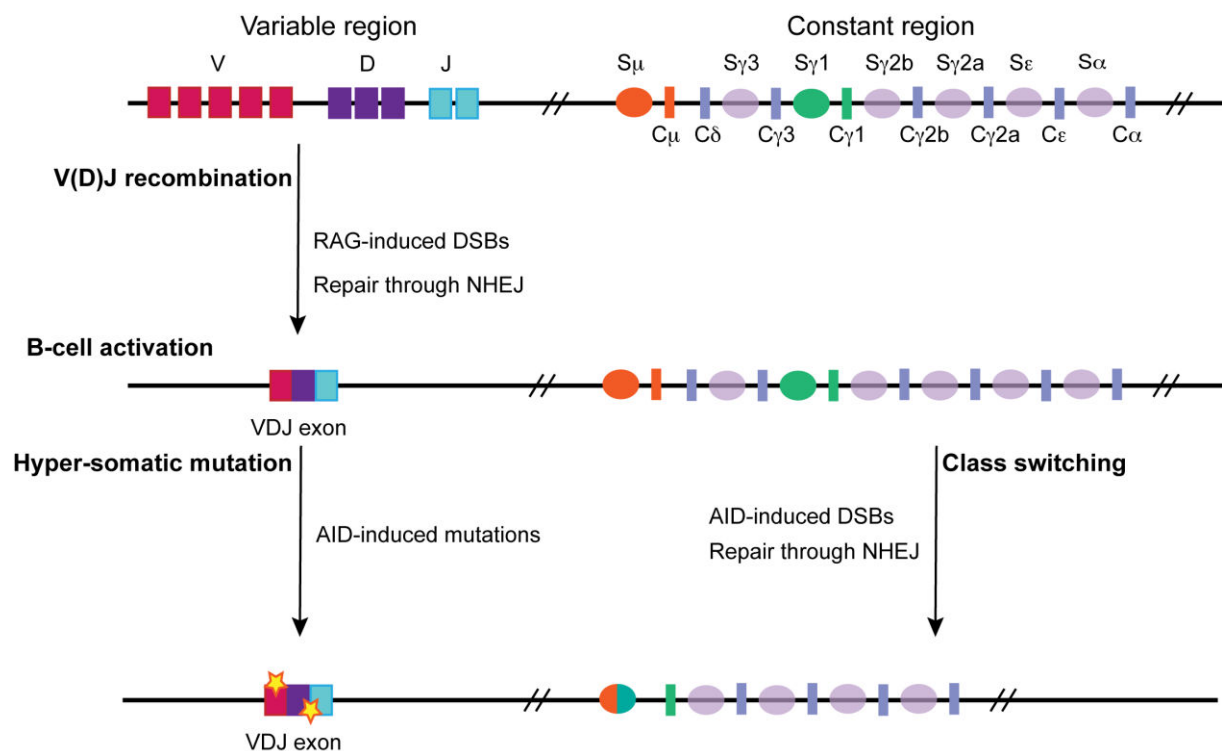 Variable region
Constant region
V D J
Sμ Sγ3 Sγ1 Sγ2b Sγ2a Sε Sα
Cμ Cδ Cγ3 Cγ1 Cγ2b Cγ2a Cε Cα
V(D)J recombination
RAG-induced DSBs
Repair through NHEJ
B-cell activation
VDJ exon
Hyper-somatic mutation
Class switching
AID-induced mutations
AID-induced DSBs
Repair through NHEJ
VDJ exon